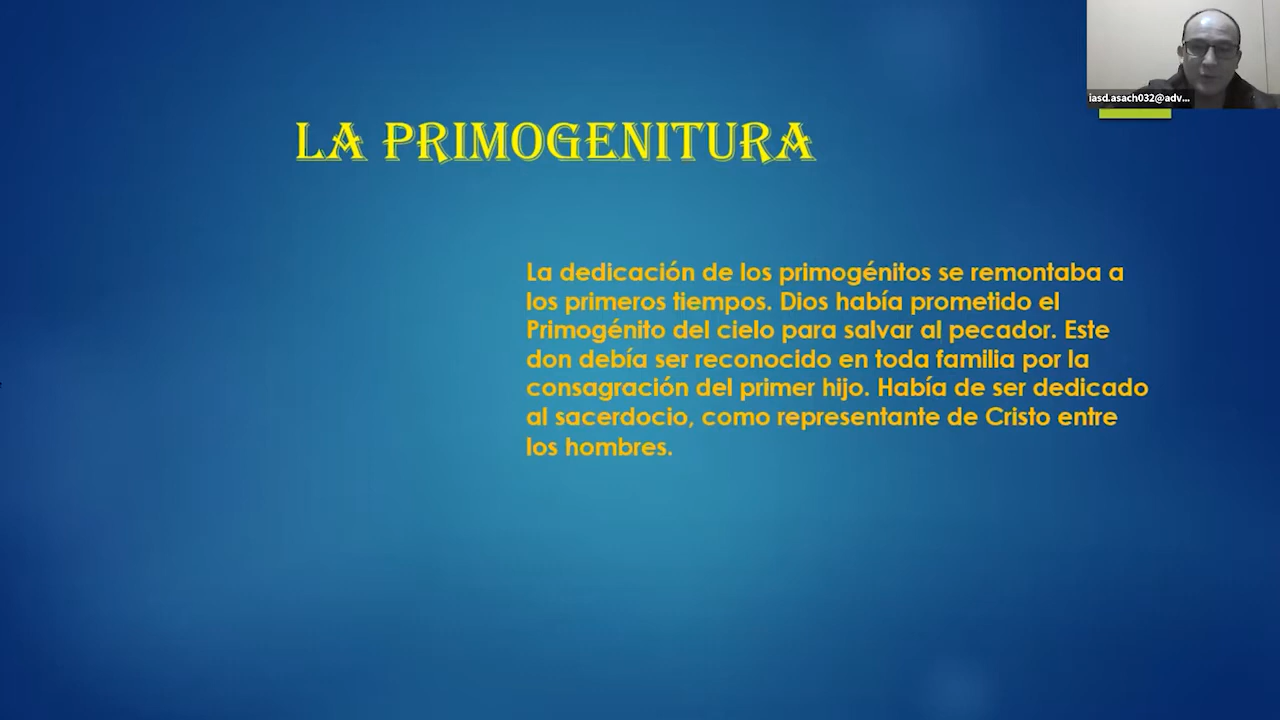 iasd.asach032@adv...
LA PRIMOGENITURA
La dedicación de los primogénitos se remontaba a
los primeros tiempos. Dios había prometido el
Primogénito del cielo para salvar al pecador. Este
don debía ser reconocido en toda familia por la
consagración del primer hijo. Había de ser dedicado
al sacerdocio, como representante de Cristo entre
los hombres.